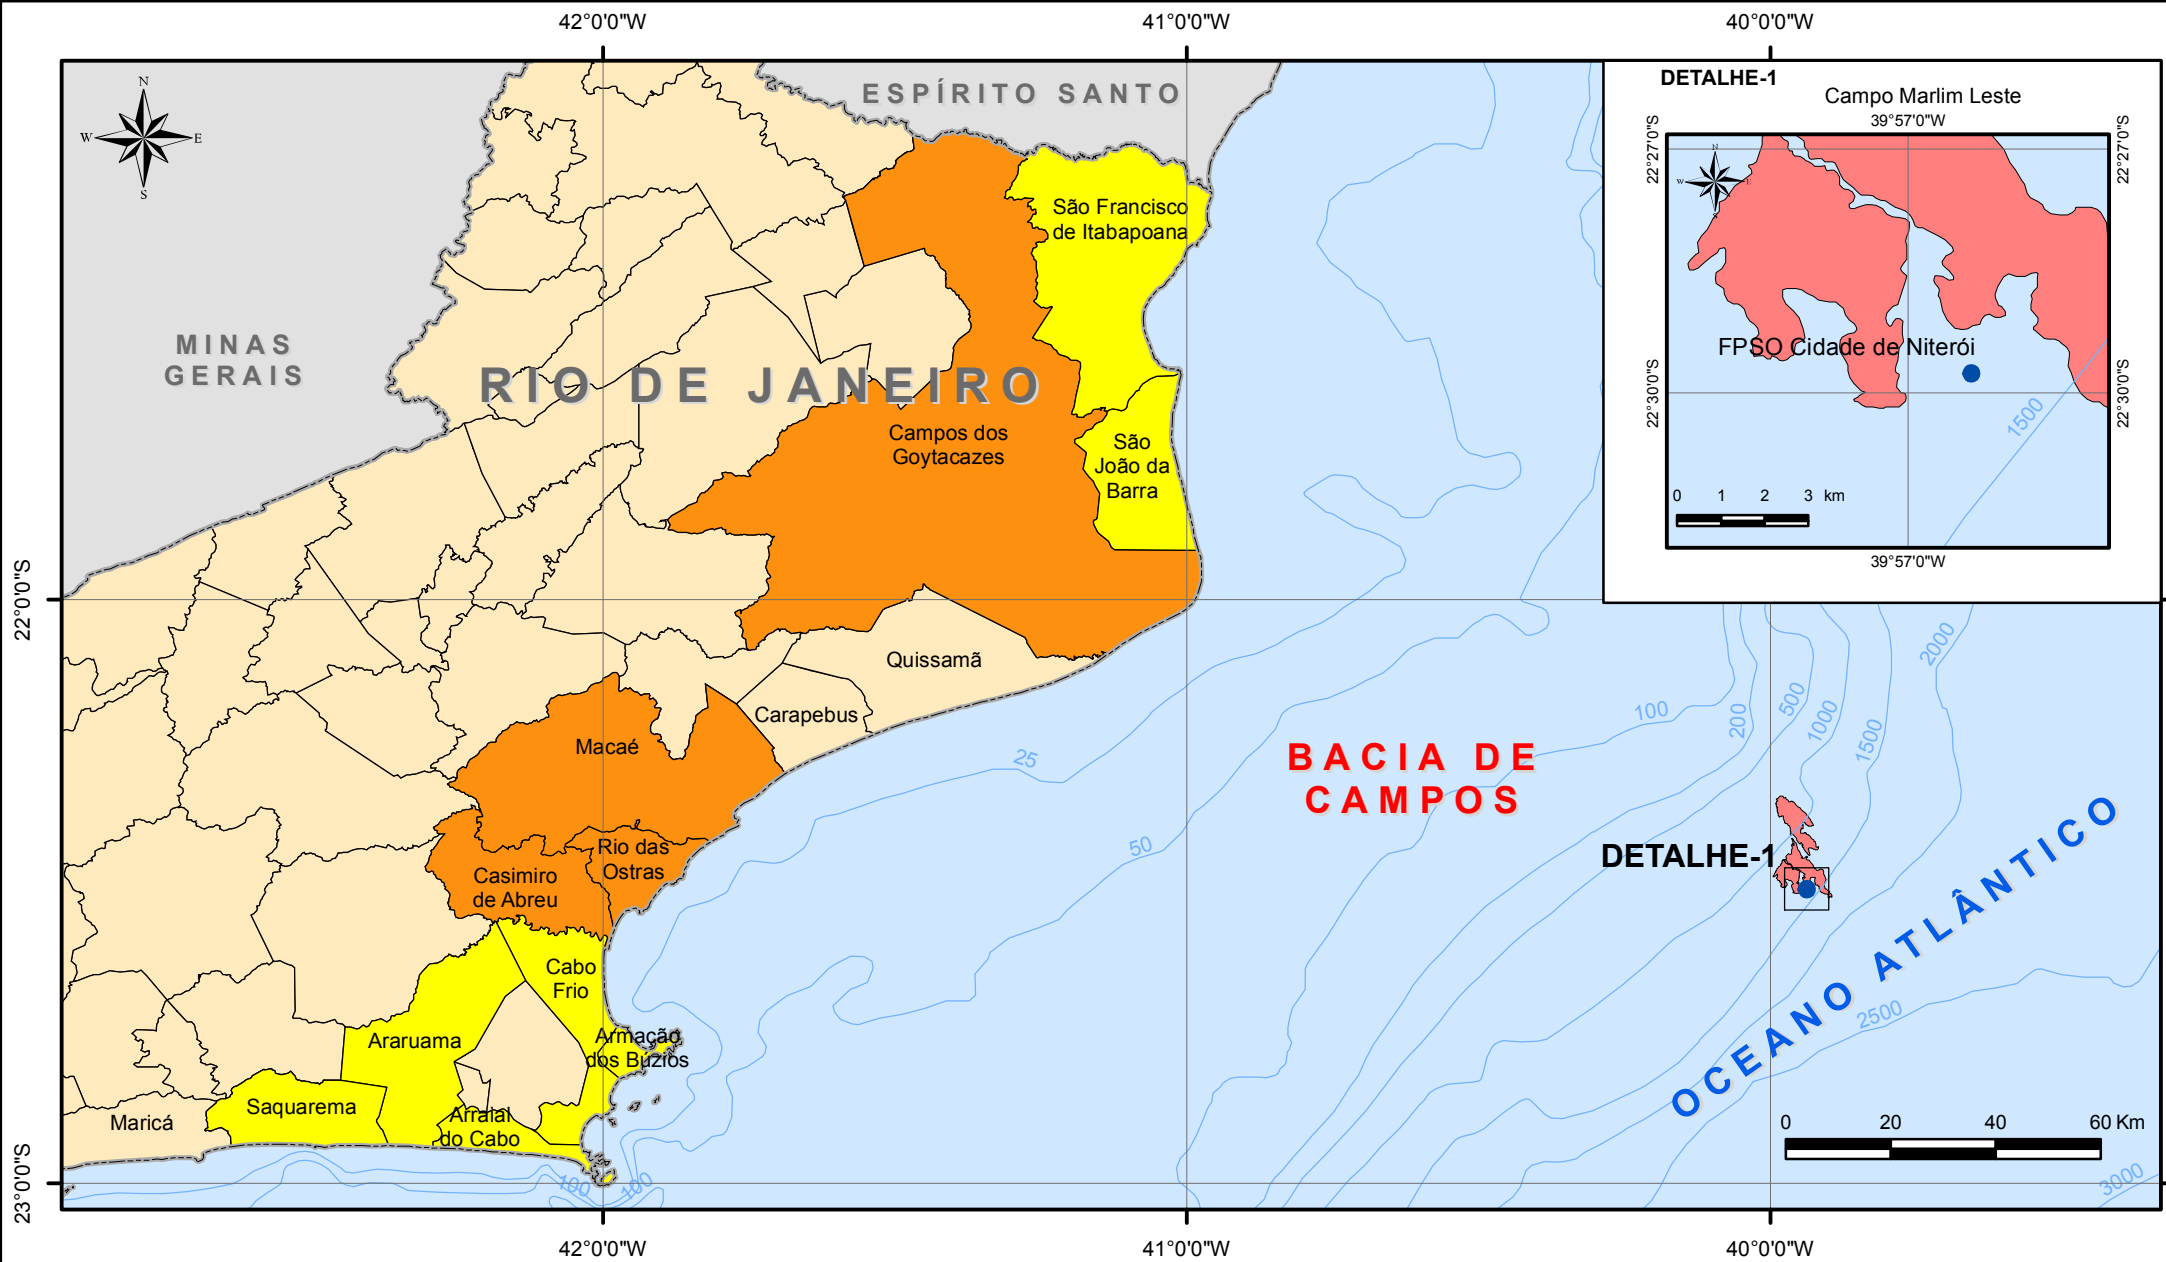 42°0'0"W
41°0'0"W
40°0'0"W
N
W
E
S
ESPÍRITO SANTO
MINAS
GERAIS
RIO DE JANEIRO
São Francisco
de Itabapoana
Campos dos
Goytacazes
São
João da
Barra
22°0'0"S
Quissamã
Carapebus
Macaé
Rio das
Ostras
Casimiro
de Abreu
Cabo
Frio
Armação
dos Búzios
Araruama
Arraial
do Cabo
Saquarema
Maricá
23°0'0"S
DETALHE-1
Campo Marlim Leste
39°57'0"W
22°27'0"S
22°27'0"S
N
W
E
FPSO Cidade de Niterói
22°30'0"S
22°30'0"S
1500
0 1 2 3 km
39°57'0"W
25
50
100
200
500
1000
1500
2000
2500
3000
100
100
BACIA DE
CAMPOS
DETALHE-1
OCEANO ATLÂNTICO
0 20 40 60 Km
42°0'0"W
41°0'0"W
40°0'0"W